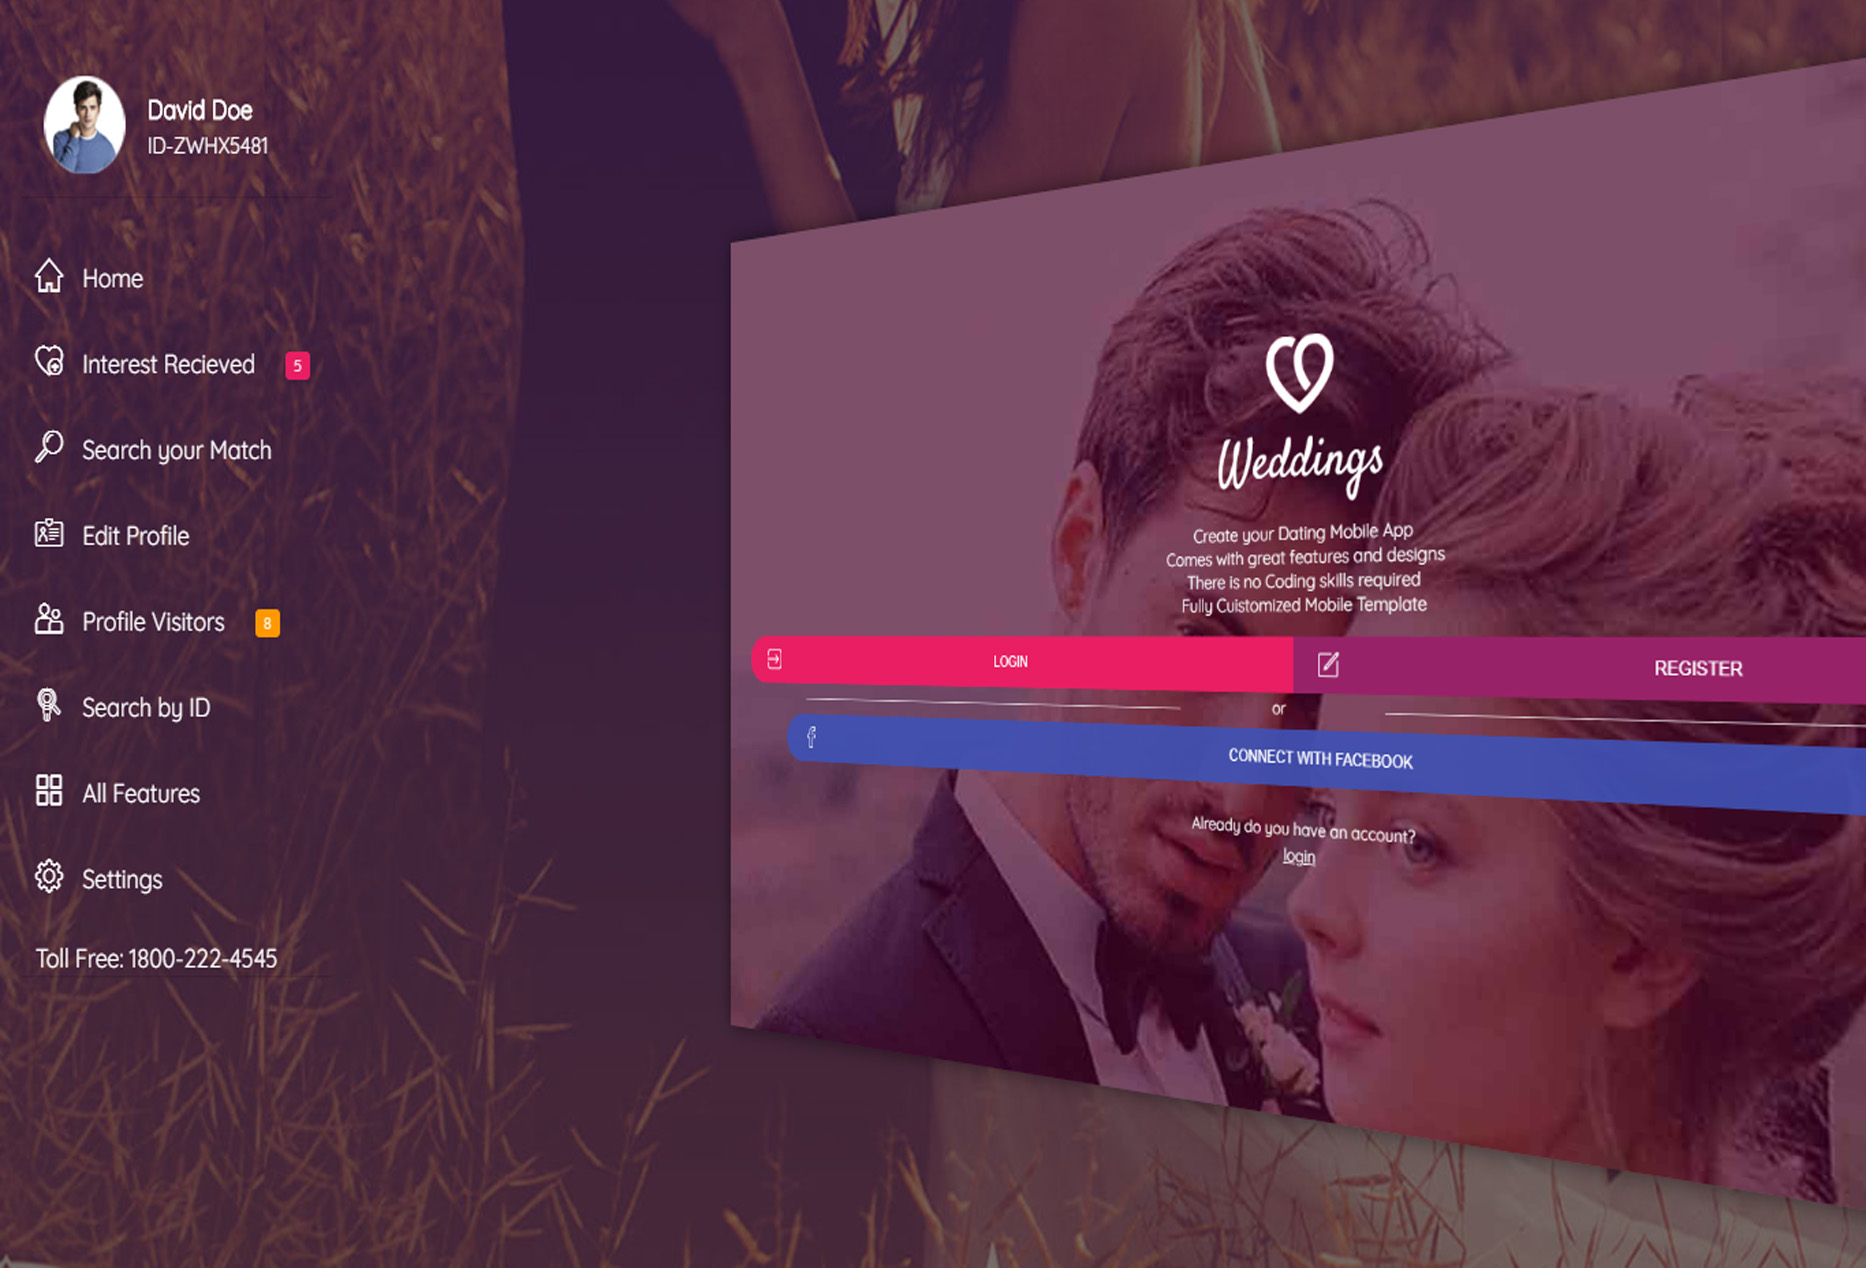 David Doe
ID-ZWHX5481
Home
Interest Recieved 5
Search your Match
Edit Profile
Profile Visitors 8
Search by ID
All Features
Settings
Toll Free: 1800-222-4545
Weddings
Create your Dating Mobile App
Comes with great features and designs
There is no Coding skills required
Fully Cuistomized Mobile Template
LOGIN
REGISTER
or
CONNECT WITH FACEBOOK
Already do you have an account?
login